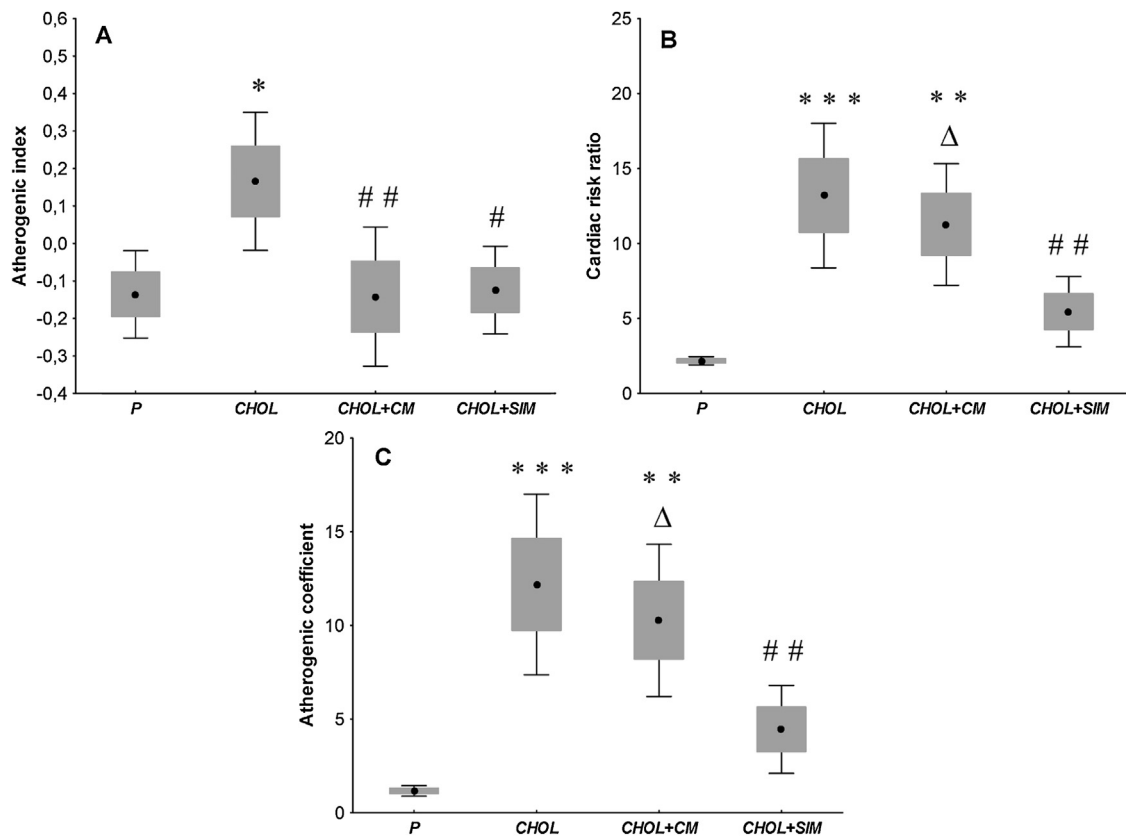 A
Atherogenic index
0,6
0,5
0,4
0,3
0,2
0,1
0,0
-0,1
-0,2
-0,3
-0,4
*
# #
#
P CHOL CHOL+CM CHOL+SIM
B
Cardiac risk ratio
25
20
15
10
5
0
* * *
* *
Δ
# #
P CHOL CHOL+CM CHOL+SIM
C
Atherogenic coefficient
20
15
10
5
0
* * *
* *
Δ
# #
P CHOL CHOL+CM CHOL+SIM